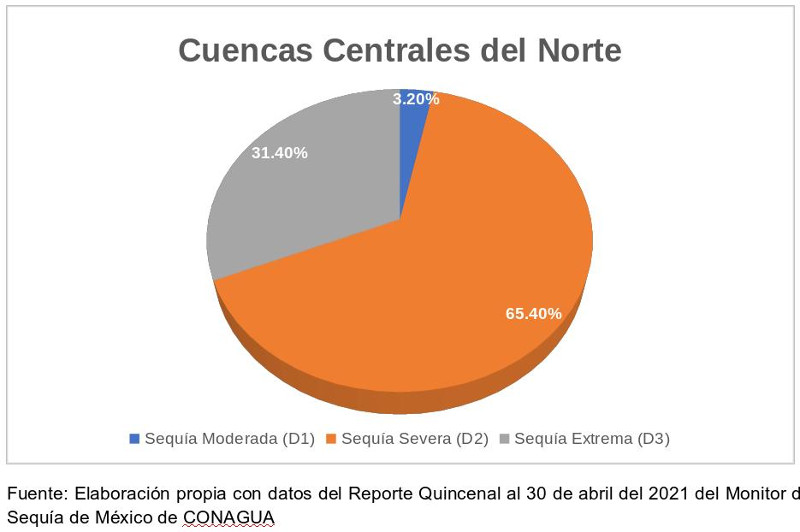 Cuencas Centrales del Norte
3.20%
31.40%
65.40%
Sequía Moderada (D1) Sequía Severa (D2) Sequía Extrema (D3)
Fuente: Elaboración propia con datos del Reporte Quincenal al 30 de abril del 2021 del Monitor d
Sequía de México de CONAGUA